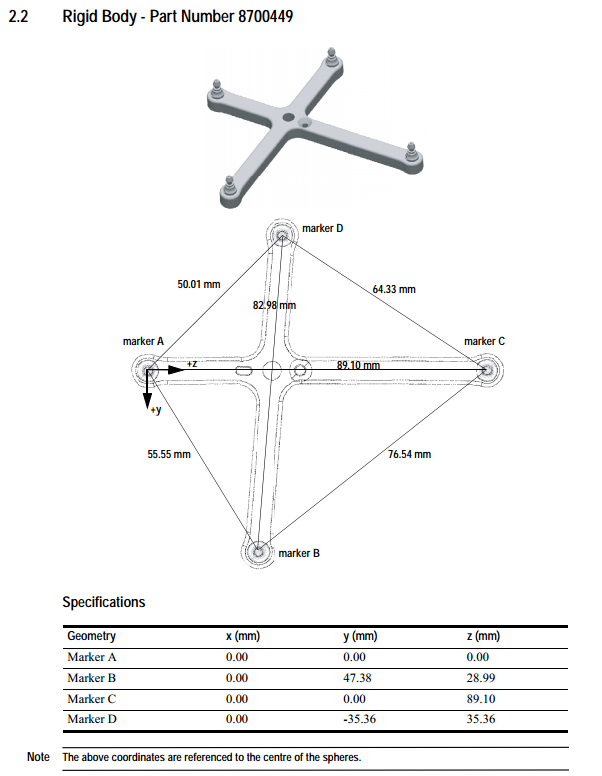 2.2 Rigid Body - Part Number 8700449
marker D
50.01 mm
64.33 mm
82.98 mm
marker A
marker C
+z
89.10 mm
+y
55.55 mm
76.54 mm
marker B
Specifications
Geometry x (mm) y (mm) z (mm)
Marker A 0.00 0.00 0.00
Marker B 0.00 47.38 28.99
Marker C 0.00 0.00 89.10
Marker D 0.00 -35.36 35.36
Note The above coordinates are referenced to the centre of the spheres.